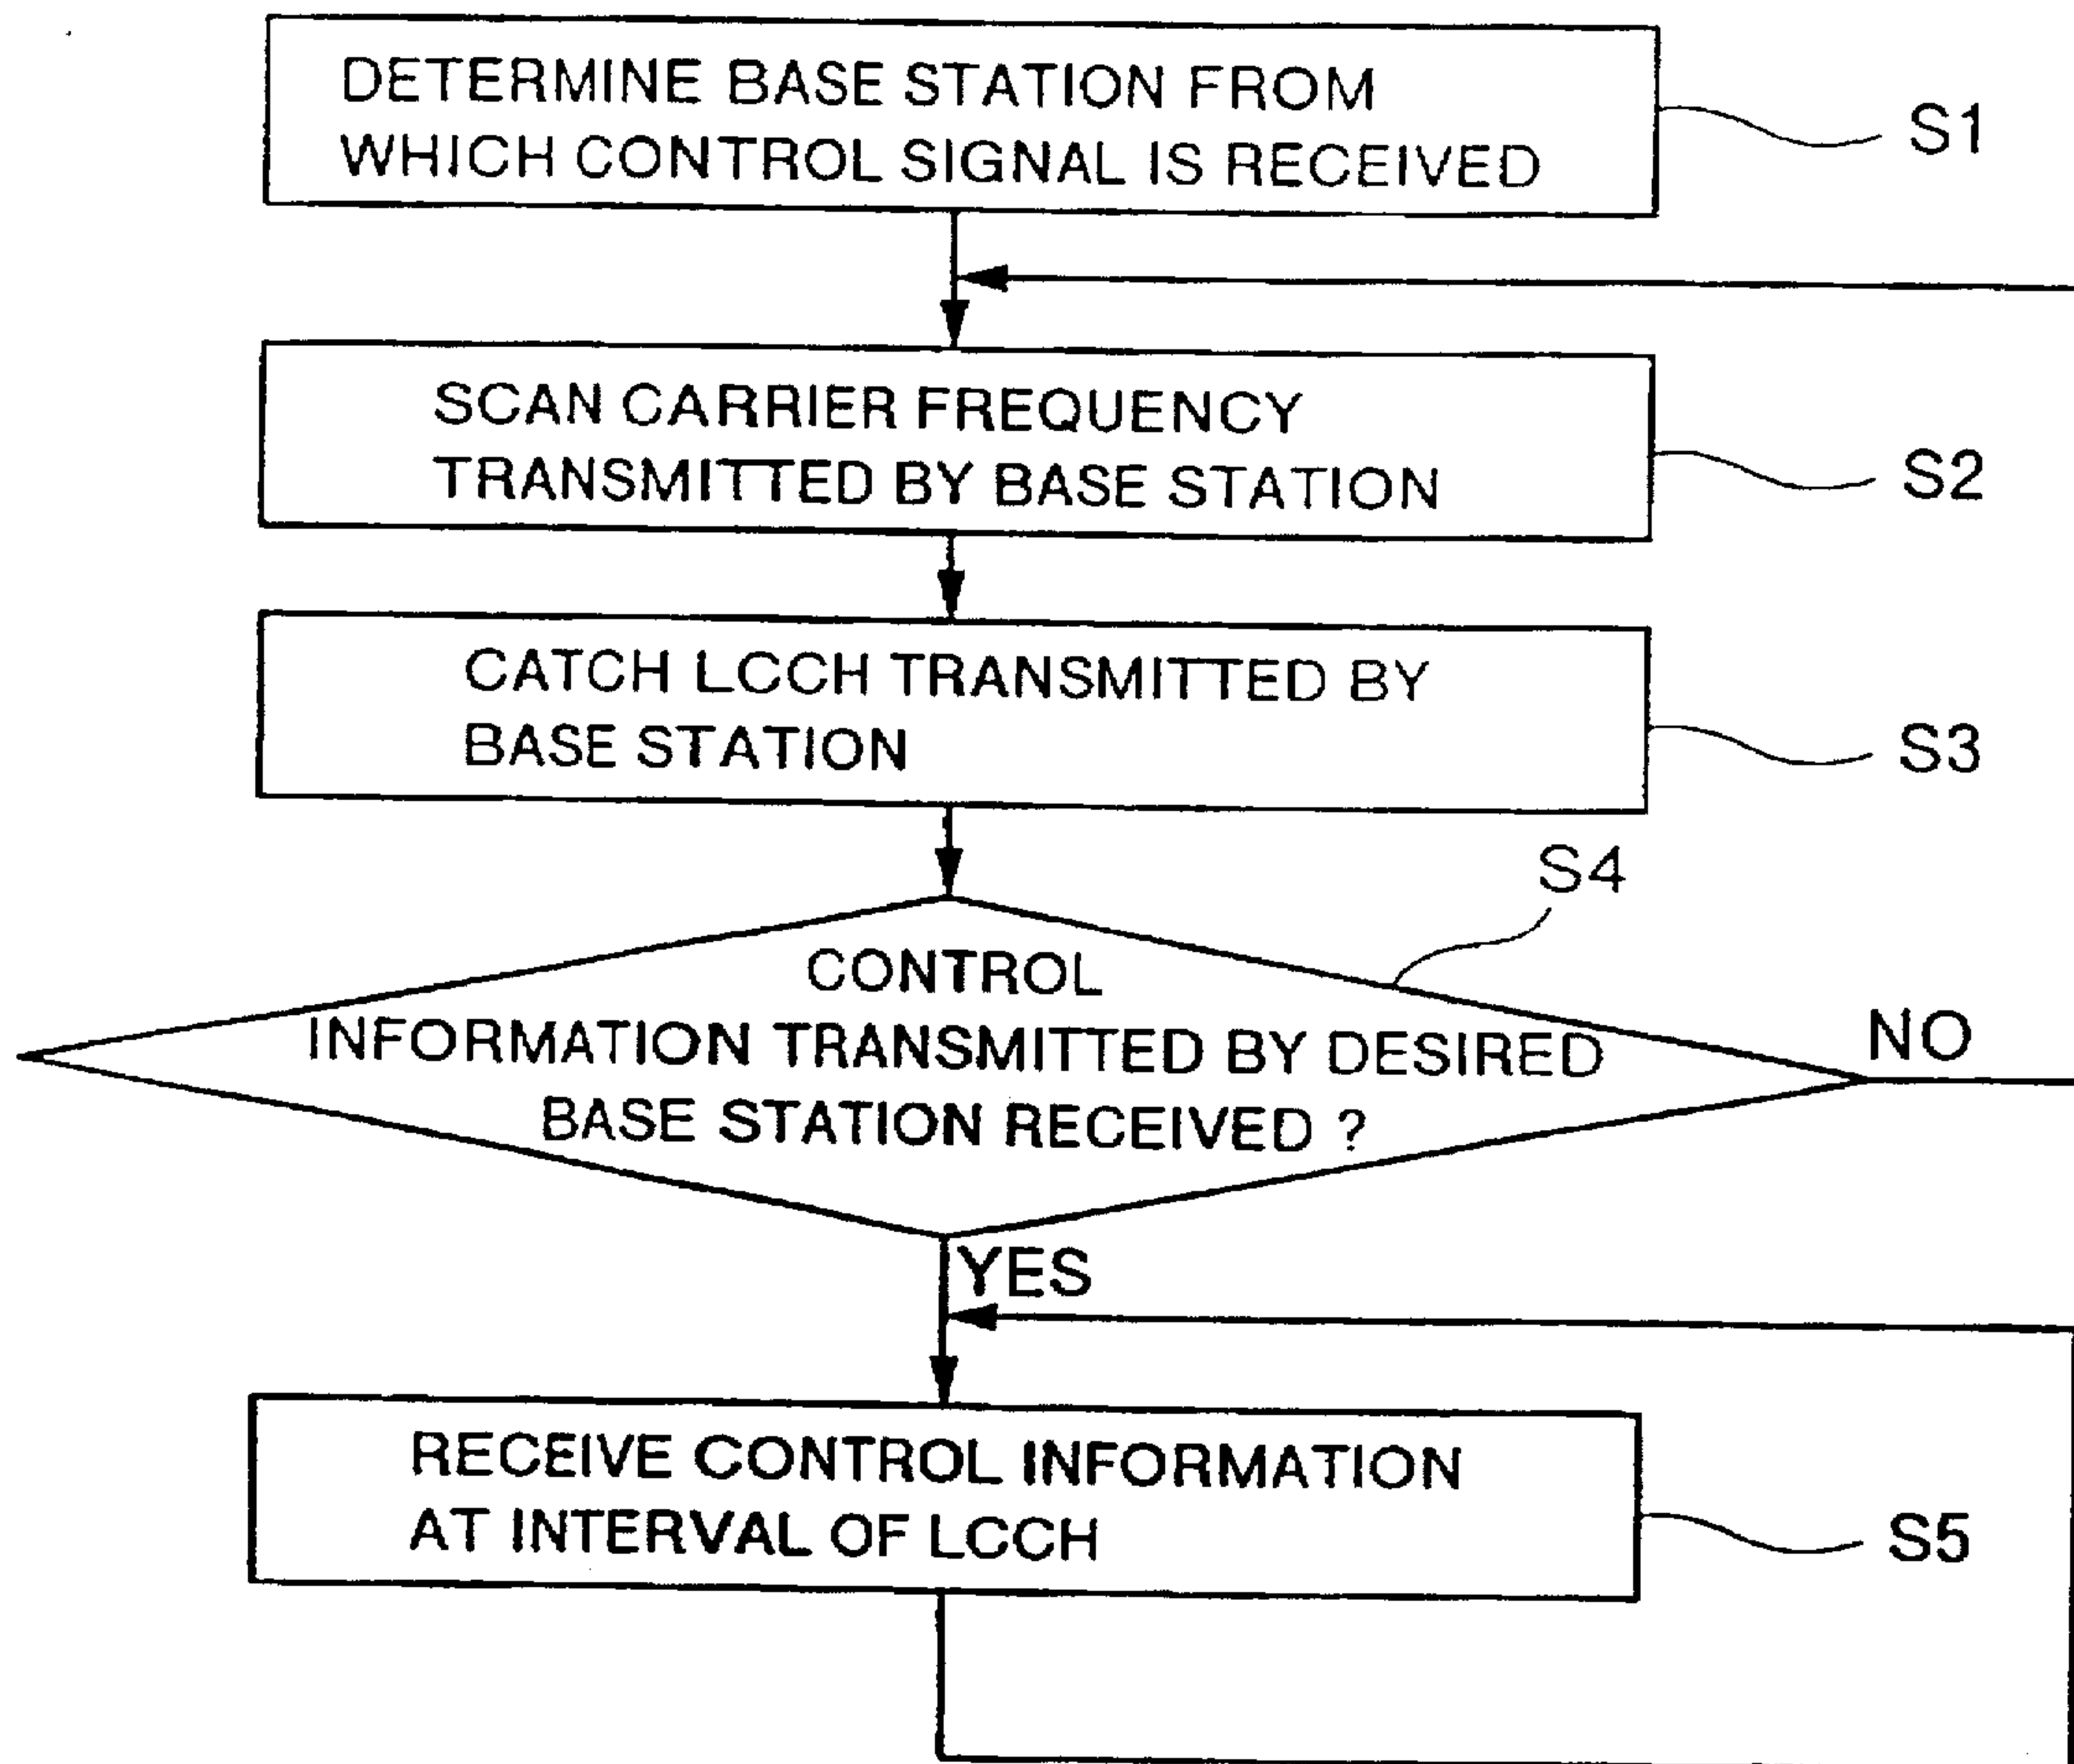 DETERMINE BASE STATION FROM
WHICH CONTROL SIGNAL IS RECEIVED
S1
SCAN CARRIER FREQUENCY
TRANSMITTED BY BASE STATION
S2
CATCH LCCH TRANSMITTED BY
BASE STATION
S3
S4
CONTROL
INFORMATION TRANSMITTED BY DESIRED
BASE STATION RECEIVED ?
NO
YES
RECEIVE CONTROL INFORMATION
AT INTERVAL OF LCCH
S5